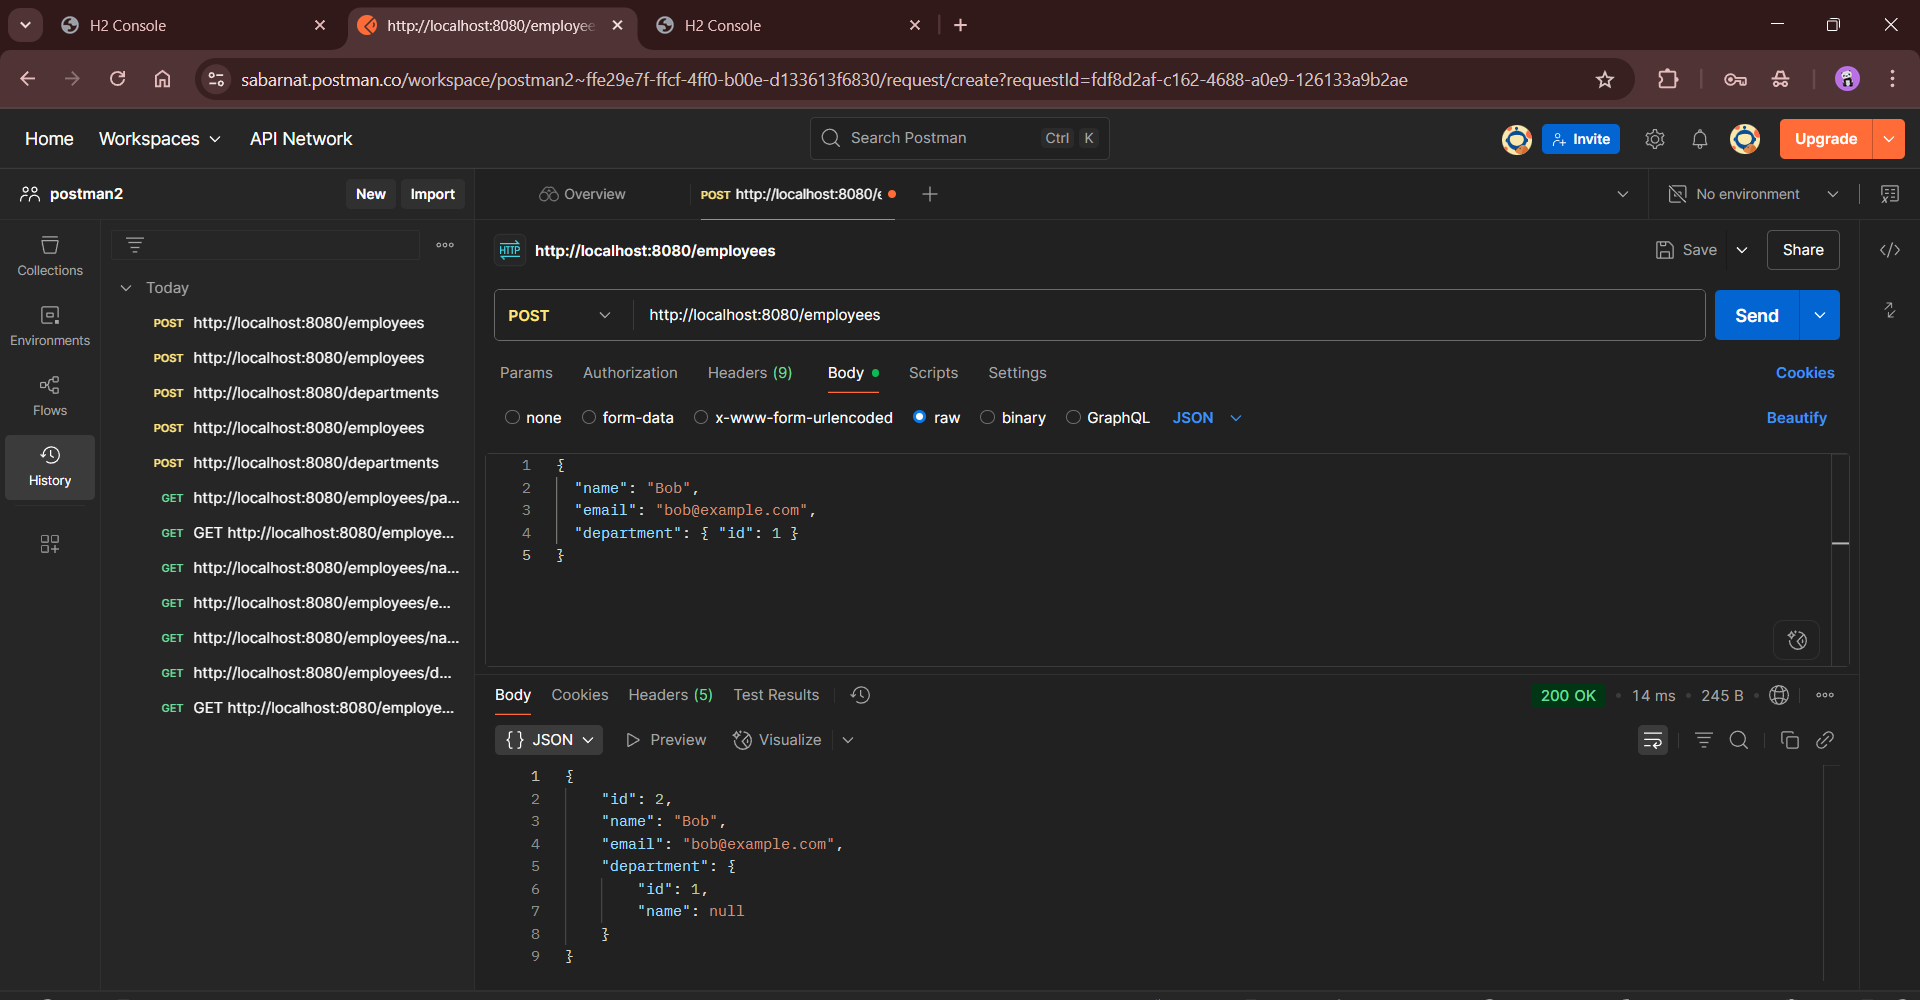 H2 Console
http://localhost:8080/employee
H2 Console
sabarnat.postman.co/workspace/postman2~ffe29e7f-ffcf-4ff0-b00e-d133613f6830/request/create?requestId=fdf8d2af-c162-4688-a0e9-126133a9b2ae
Home Workspaces API Network
Search Postman Ctrl K
Invite
Upgrade
postman2 New Import
Overview
POST http://localhost:8080/e
No environment
Collections
Environments
Flows
History
Today
POST http://localhost:8080/employees
POST http://localhost:8080/employees
POST http://localhost:8080/departments
POST http://localhost:8080/employees
POST http://localhost:8080/departments
GET http://localhost:8080/employees/pa...
GET GET http://localhost:8080/employe...
GET http://localhost:8080/employees/na...
GET http://localhost:8080/employees/e...
GET http://localhost:8080/employees/na...
GET http://localhost:8080/employees/d...
GET GET http://localhost:8080/employe...
HTTP http://localhost:8080/employees
Save Share
POST http://localhost:8080/employees
Send
Params Authorization Headers (9) Body Scripts Settings Cookies
none form-data x-www-form-urlencoded raw binary GraphQL JSON Beautify
1 {
2 "name": "Bob",
3 "email": "bob@example.com",
4 "department": { "id": 1 }
5 }
Body Cookies Headers (5) Test Results
200 OK 14 ms 245 B
{} JSON Preview Visualize
1 {
2 "id": 2,
3 "name": "Bob",
4 "email": "bob@example.com",
5 "department": {
6 "id": 1,
7 "name": null
8 }
9 }